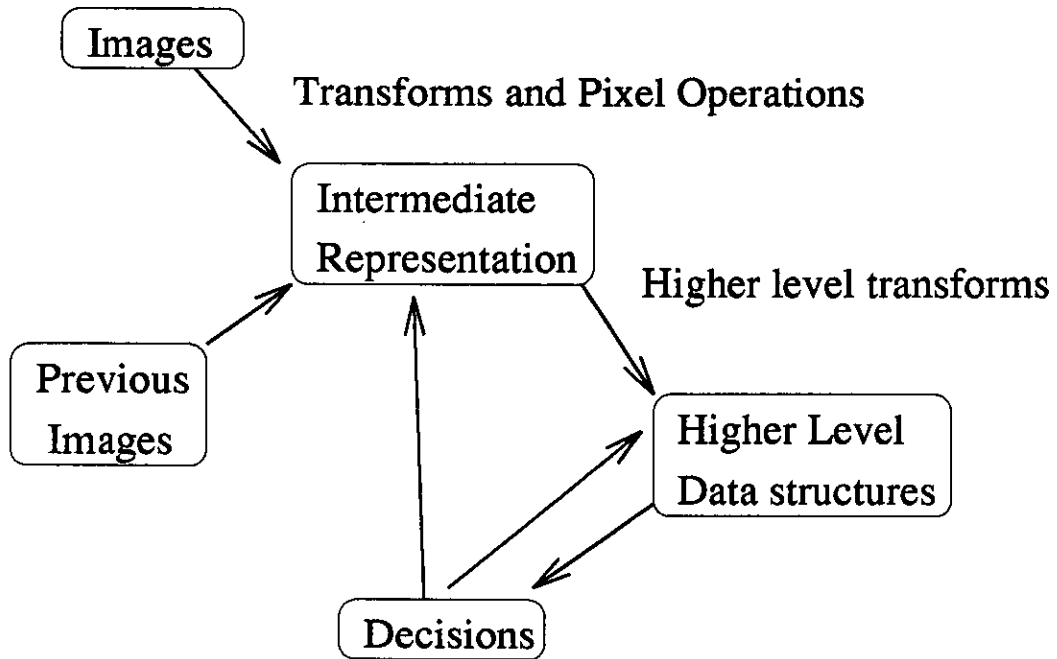 Images
Transforms and Pixel Operations
Intermediate
Representation
Higher level transforms
Previous
Images
Higher Level
Data structures
Decisions